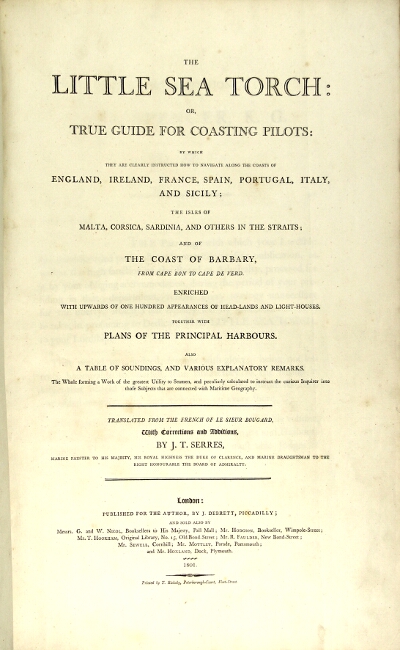 THE
LITTLE SEA TORCH:
OR,
TRUE GUIDE FOR COASTING PILOTS:
BY WHICH
THEY ARE CLEARLY INSTRUCTED HOW TO NAVIGATE ALONG THE COASTS OF
ENGLAND, IRELAND, FRANCE, SPAIN, PORTUGAL, ITALY,
AND SICILY;
THE ISLES OF
MALTA, CORSICA, SARDINIA, AND OTHERS IN THE STRAITS;
AND OF
THE COAST OF BARBARY,
FROM CAPE BON TO CAPE DE VERD.
ENRICHED
WITH UPWARDS OF ONE HUNDRED APPEARANCES OF HEAD-LANDS AND LIGHT-HOUSES.
TOGETHER WITH
PLANS OF THE PRINCIPAL HARBOURS.
ALSO
A TABLE OF SOUNDINGS, AND VARIOUS EXPLANATORY REMARKS.
The Whole forming a Work of the greatest Utility to Seamen, and peculiarly calculated to instruct the curious Inquirer into
those Subjects that are connected with Maritime Geography.
TRANSLATED FROM THE FRENCH OF LE SIEUR BOUGARD,
With Corrections and Additions,
BY J. T. SERRES,
MARINE PAINTER TO HIS MAJESTY, HIS ROYAL HIGHNESS THE DUKE OF CLARENCE, AND MARINE DRAUGHTSMAN TO THE
RIGHT HONOURABLE THE BOARD OF ADMIRALTY.
London:
PUBLISHED FOR THE AUTHOR, BY J. DEBRETT, PICCADILLY;
AND SOLD ALSO BY
Messrs. G. and W. NICOL, Booksellers to His Majesty, Pall Mall; Mr. HUDGSON, Bookseller, Wimpole-Street;
Mr. T. HOOKHAM, Original Library, No. 15, Old Bond Street; Mr. R. FAULDER, New Bond-Street;
Mr. SEWELL, Cornhill; Mr. MOTTLEY, Parade, Portsmouth;
and Mr. HOXLAND, Dock, Plymouth.
1801.
Printed by T. Fleet-Street